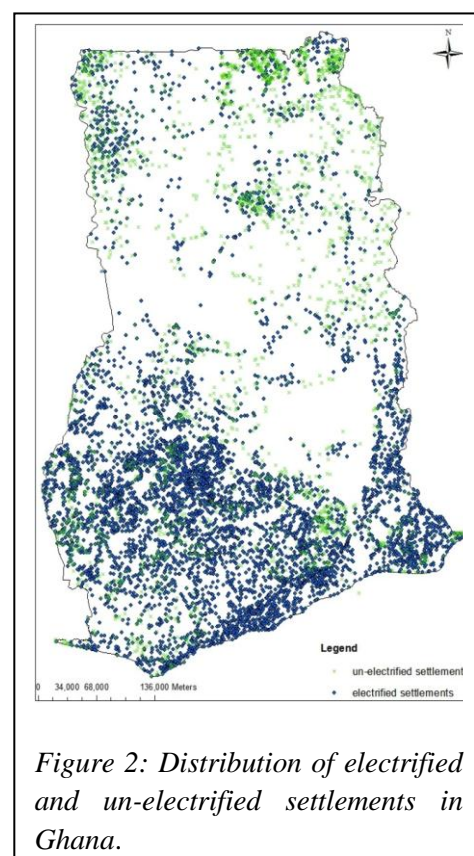 N
Legend
un-electrified settlement
electrified settlements
0 34,000 68,000 136,000 Meters
Figure 2: Distribution of electrified
and un-electrified settlements in
Ghana.